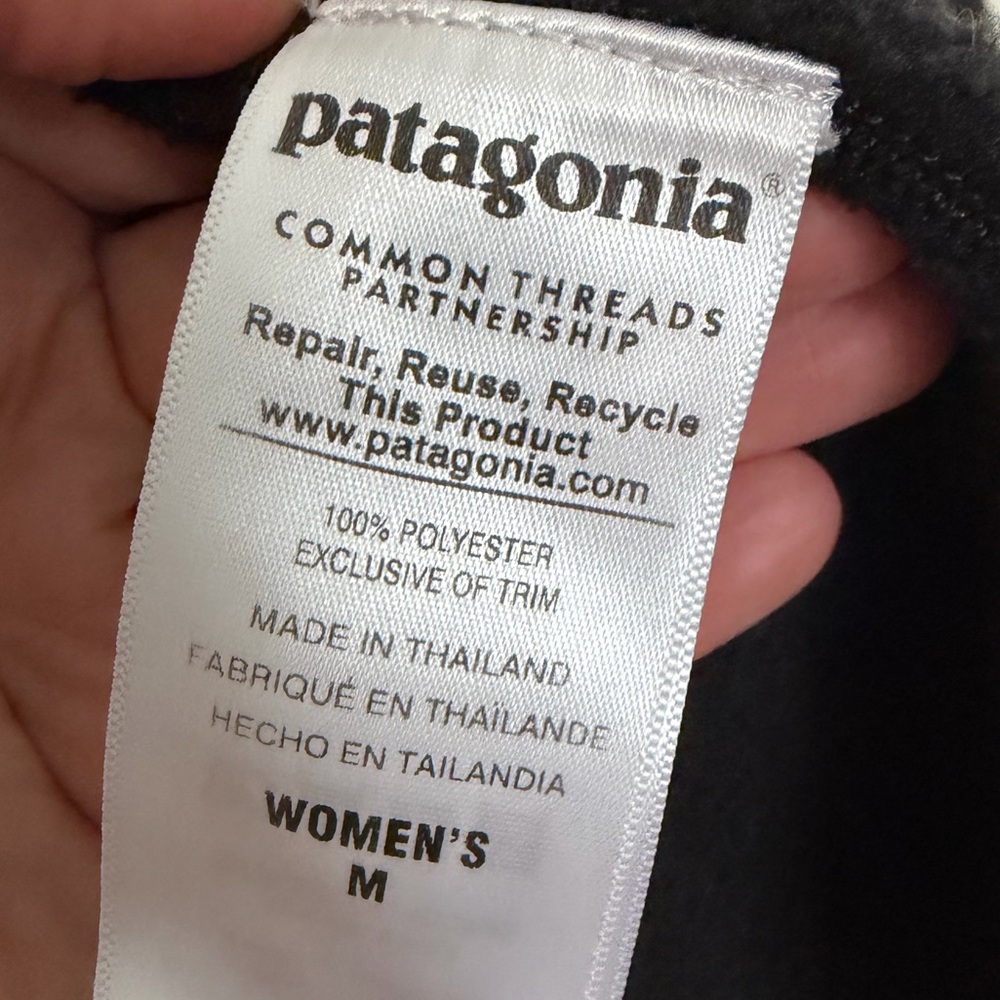 patagonia®
COMMON THREADS
PARTNERSHIP
Repair, Reuse, Recycle
This Product
www.patagonia.com
100% POLYESTER
EXCLUSIVE OF TRIM
MADE IN THAILAND
FABRIQUÉ EN THAÏLANDE
HECHO EN TAILANDIA
WOMEN'S
M